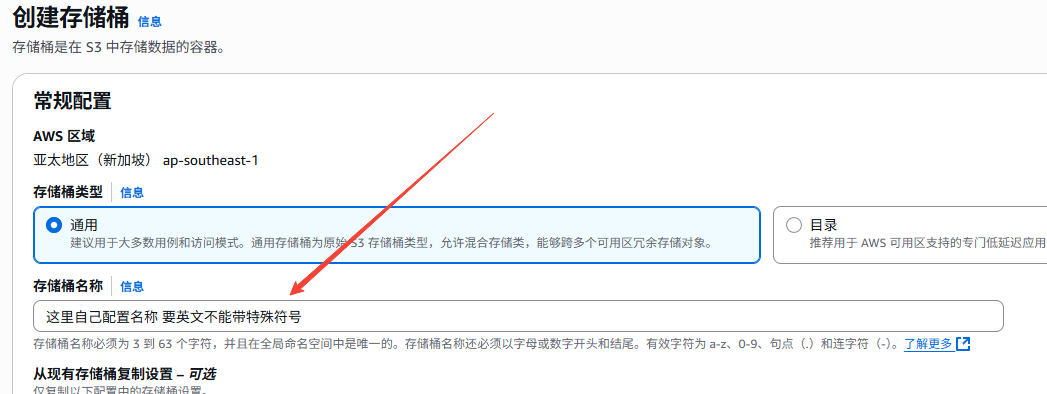 创建存储桶 信息
存储桶是在 S3 中存储数据的容器。
常规配置
AWS 区域
亚太地区（新加坡） ap-southeast-1
存储桶类型 信息
通用
建议用于大多数用例和访问模式。通用存储桶为原始 S3 存储桶类型，允许混合存储类，能够跨多个可用区冗余存储对象。
目录
推荐用于 AWS 可用区支持的专门低延迟应用
存储桶名称 信息
这里自己配置名称 要英文不能带特殊符号
存储桶名称必须为 3 到 63 个字符，并且在全局命名空间中是唯一的。存储桶名称还必须以字母或数字开头和结尾。有效字符为 a-z、0-9、句点（.）和连字符（-）。了解更多
从现有存储桶复制设置 – 可选
仅复制以下配置中的存储桶设置。